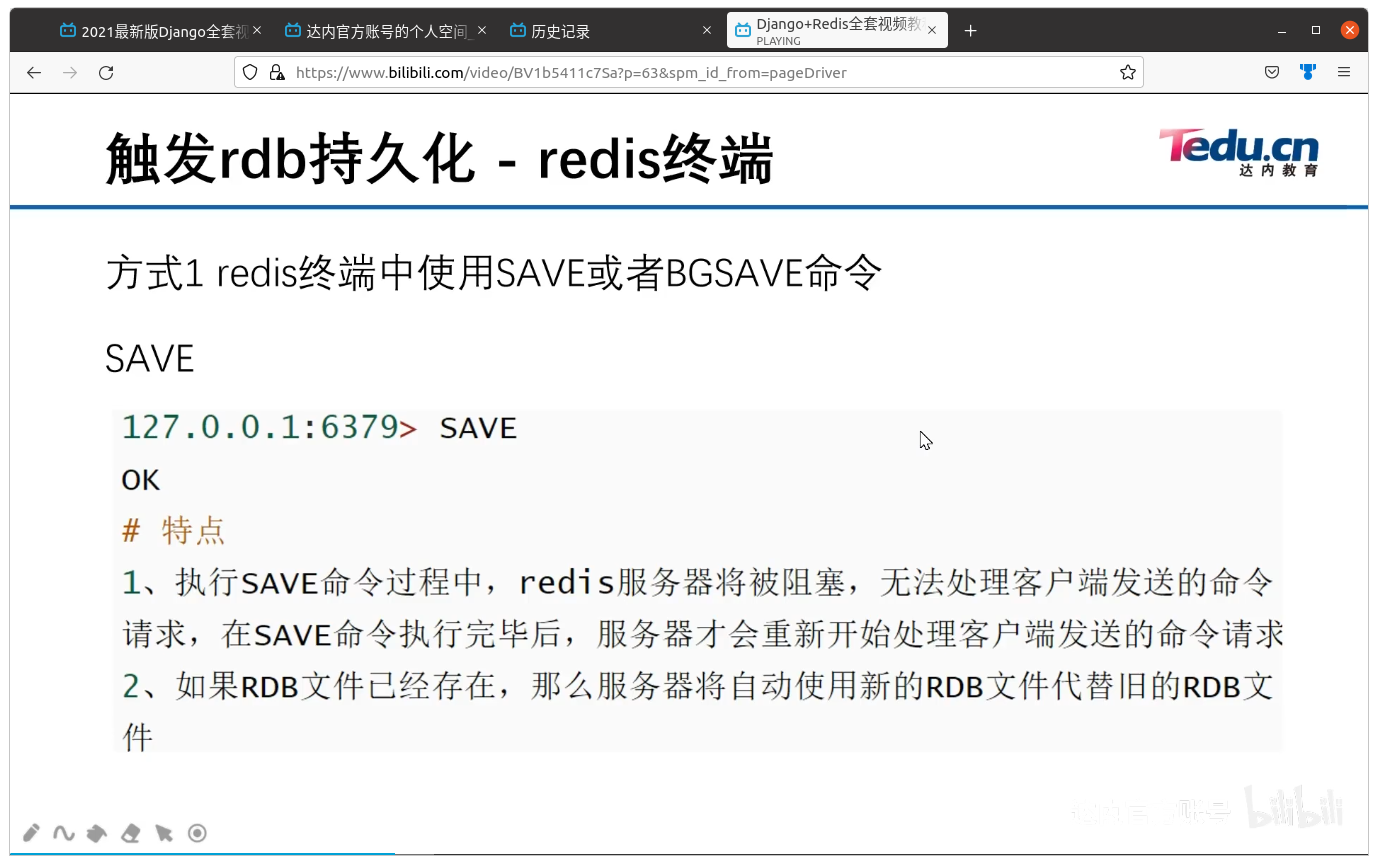 2021最新版Django全套视
达内官方账号的个人空间_
历史记录
Django+Redis全套视频教
PLAYING
https://www.bilibili.com/video/BV1b5411c7Sa?p=63&spm_id_from=pageDriver
触发rdb持久化 - redis终端
Tedu.cn
达内教育
方式1 redis终端中使用SAVE或者BGSAVE命令
SAVE
127.0.0.1:6379> SAVE
OK
# 特点
1、执行SAVE命令过程中，redis服务器将被阻塞，无法处理客户端发送的命令
请求，在SAVE命令执行完毕后，服务器才会重新开始处理客户端发送的命令请求
2、如果RDB文件已经存在，那么服务器将自动使用新的RDB文件代替旧的RDB文
件
bilibili